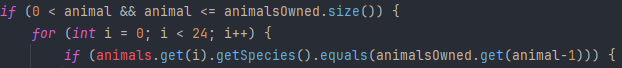 if (0 < animal && animal <= animalsOwned.size()) {
for (int i = 0; i < 24; i++) {
if (animals.get(i).getSpecies().equals(animalsOwned.get(animal-1))) {